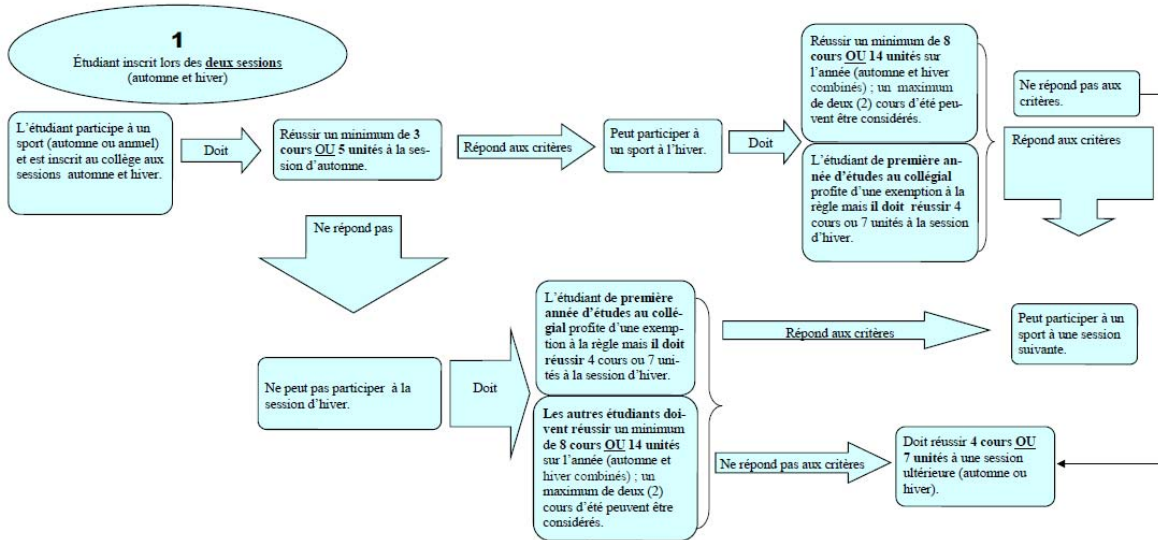 1
Étudiant inscrit lors des deux sessions
(automne et hiver)
L'étudiant participe à un
sport (automne ou annuel)
et est inscrit au collège aux
sessions automne et hiver.
Doit
Réussir un minimum de 3
cours OU 5 unités à la ses-
sion d'automne.
Répond aux critères
Peut participer à
un sport à l'hiver.
Doit
Réussir un minimum de 8
cours OU 14 unités sur
l'année (automne et hiver
combinés) ; un maximum
de deux (2) cours d'été peu-
vent être considérés.
L'étudiant de première an-
née d'études au collégial
profite d'une exemption à la
règle mais il doit réussir 4
cours ou 7 unités à la session
d'hiver.
Ne répond pas aux
critères.
Répond aux critères
Ne répond pas
Ne peut pas participer à la
session d'hiver.
Doit
L'étudiant de première
année d'études au collé-
gial profite d'une exemp-
tion à la règle mais il doit
réussir 4 cours ou 7 uni-
tés à la session d'hiver.
Les autres étudiants doi-
vent réussir un minimum
de 8 cours OU 14 unités
sur l'année (automne et
hiver combinés) ; un
maximum de deux (2)
cours d'été peuvent être
considérés.
Répond aux critères
Peut participer à un
sport à une session
suivante.
Ne répond pas aux critères
Doit réussir 4 cours OU
7 unités à une session
ultérieure (automne ou
hiver).